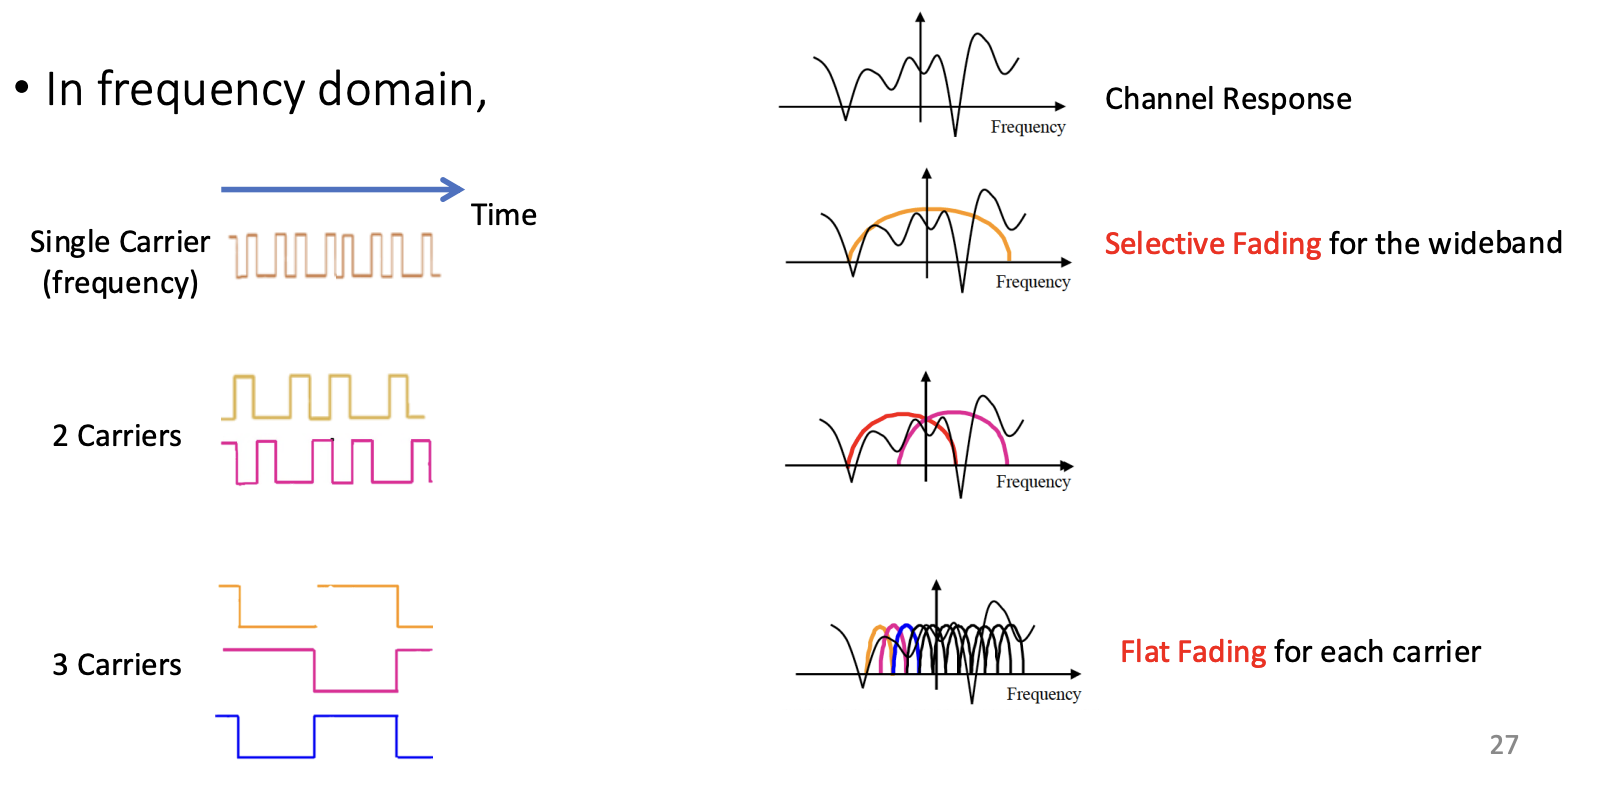 • In frequency domain,
Frequency
Channel Response
Time
Single Carrier
(frequency)
Frequency
Selective Fading for the wideband
2 Carriers
Frequency
3 Carriers
Frequency
Flat Fading for each carrier
27